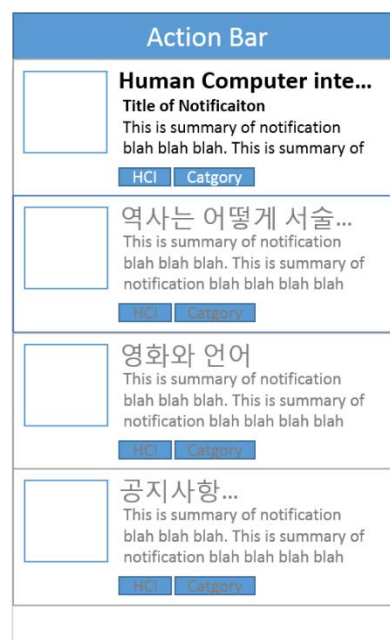 Action Bar
Human Computer inte...
Title of Notificaiton
This is summary of notification
blah blah blah. This is summary of
HCI Catgory
역사는 어떻게 서술...
This is summary of notification
blah blah blah. This is summary of
notification blah blah blah blah
HCI Catgory
영화와 언어
This is summary of notification
blah blah blah. This is summary of
notification blah blah blah blah
HCI Catgory
공지사항...
This is summary of notification
blah blah blah. This is summary of
notification blah blah blah blah
HCI Catgory